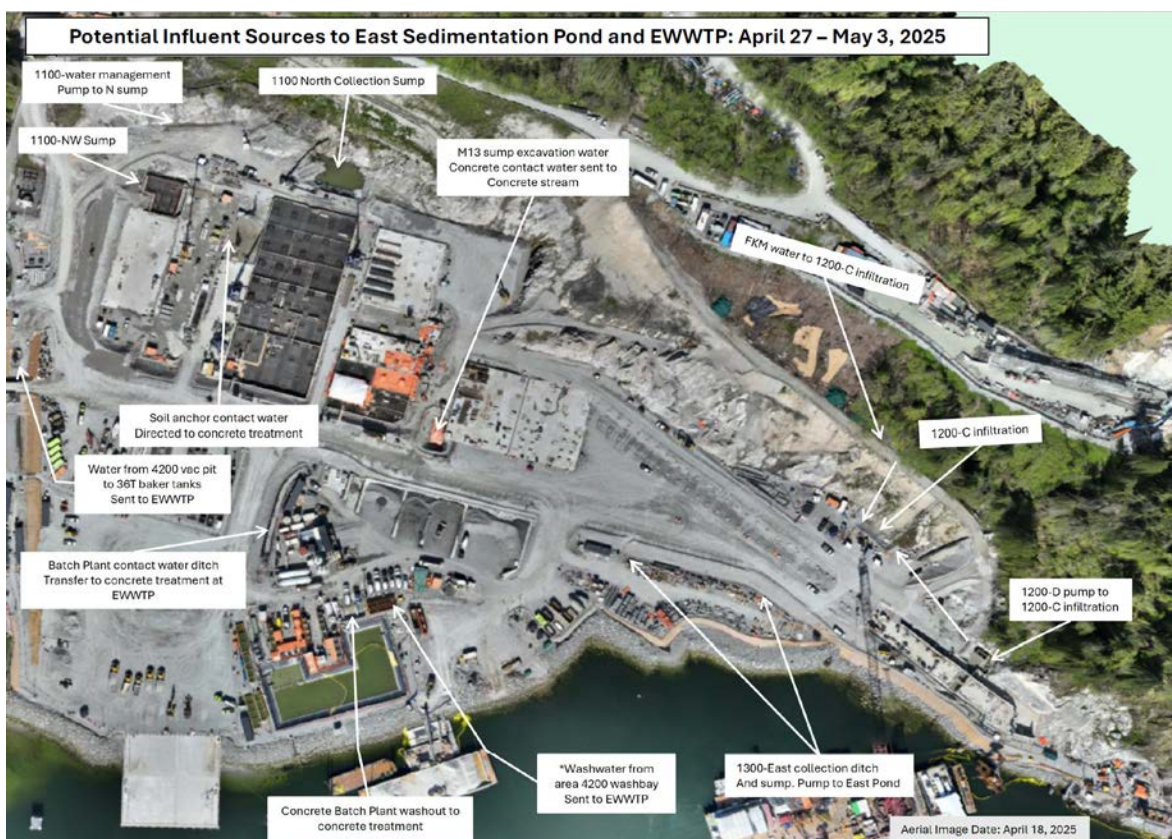 Potential Influent Sources to East Sedimentation Pond and EWWTP: April 27 – May 3, 2025
1100-water management
Pump to N sump
1100 North Collection Sump
1100-NW Sump
M13 sump excavation water
Concrete contact water sent to
Concrete stream
FKM water to 1200-C infiltration
Soil anchor contact water
Directed to concrete treatment
1200-C infiltration
Water from 4200 vac pit
to 36T baker tanks
Sent to EWWTP
Batch Plant contact water ditch
Transfer to concrete treatment at
EWWTP
1200-D pump to
1200-C infiltration
*Washwater from
area 4200 washbay
Sent to EWWTP
1300-East collection ditch
And sump. Pump to East Pond
Concrete Batch Plant washout to
concrete treatment
Aerial Image Date: April 18, 2025